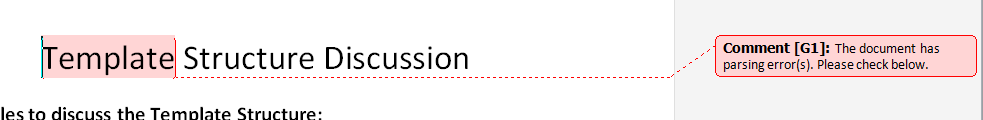 Template Structure Discussion
Comment [G1]: The document has
parsing error(s). Please check below.
les to discuss the Template Structure: